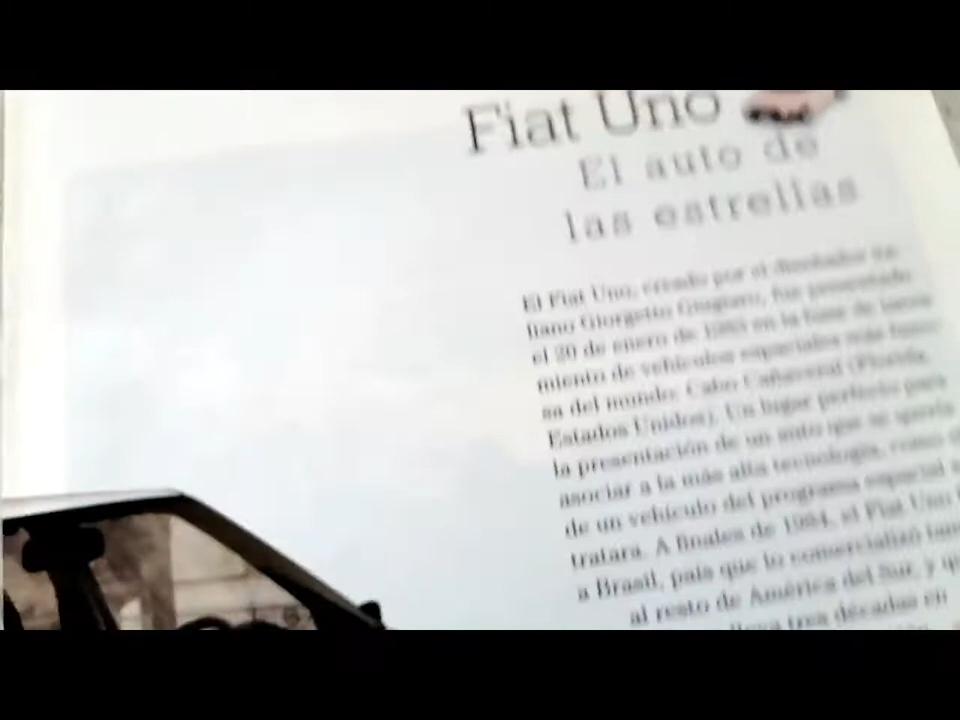 Fiat Uno
El auto de
las estrellas
El Fiat Uno, creado por el diseñador ita-
liano Giorgetto Giugiaro, fue presentado
el 20 de enero de 1983 en la base de lanza-
miento de vehículos espaciales más famo-
sa del mundo: Cabo Cañaveral (Florida,
Estados Unidos). Un lugar perfecto para
la presentación de un auto que se quería
asociar a la más alta tecnología, como si
de un vehículo del programa espacial se
tratara. A finales de 1984, el Fiat Uno
a Brasil, país que lo comercializó
al resto de América del Sur, y
lleva tres décadas en